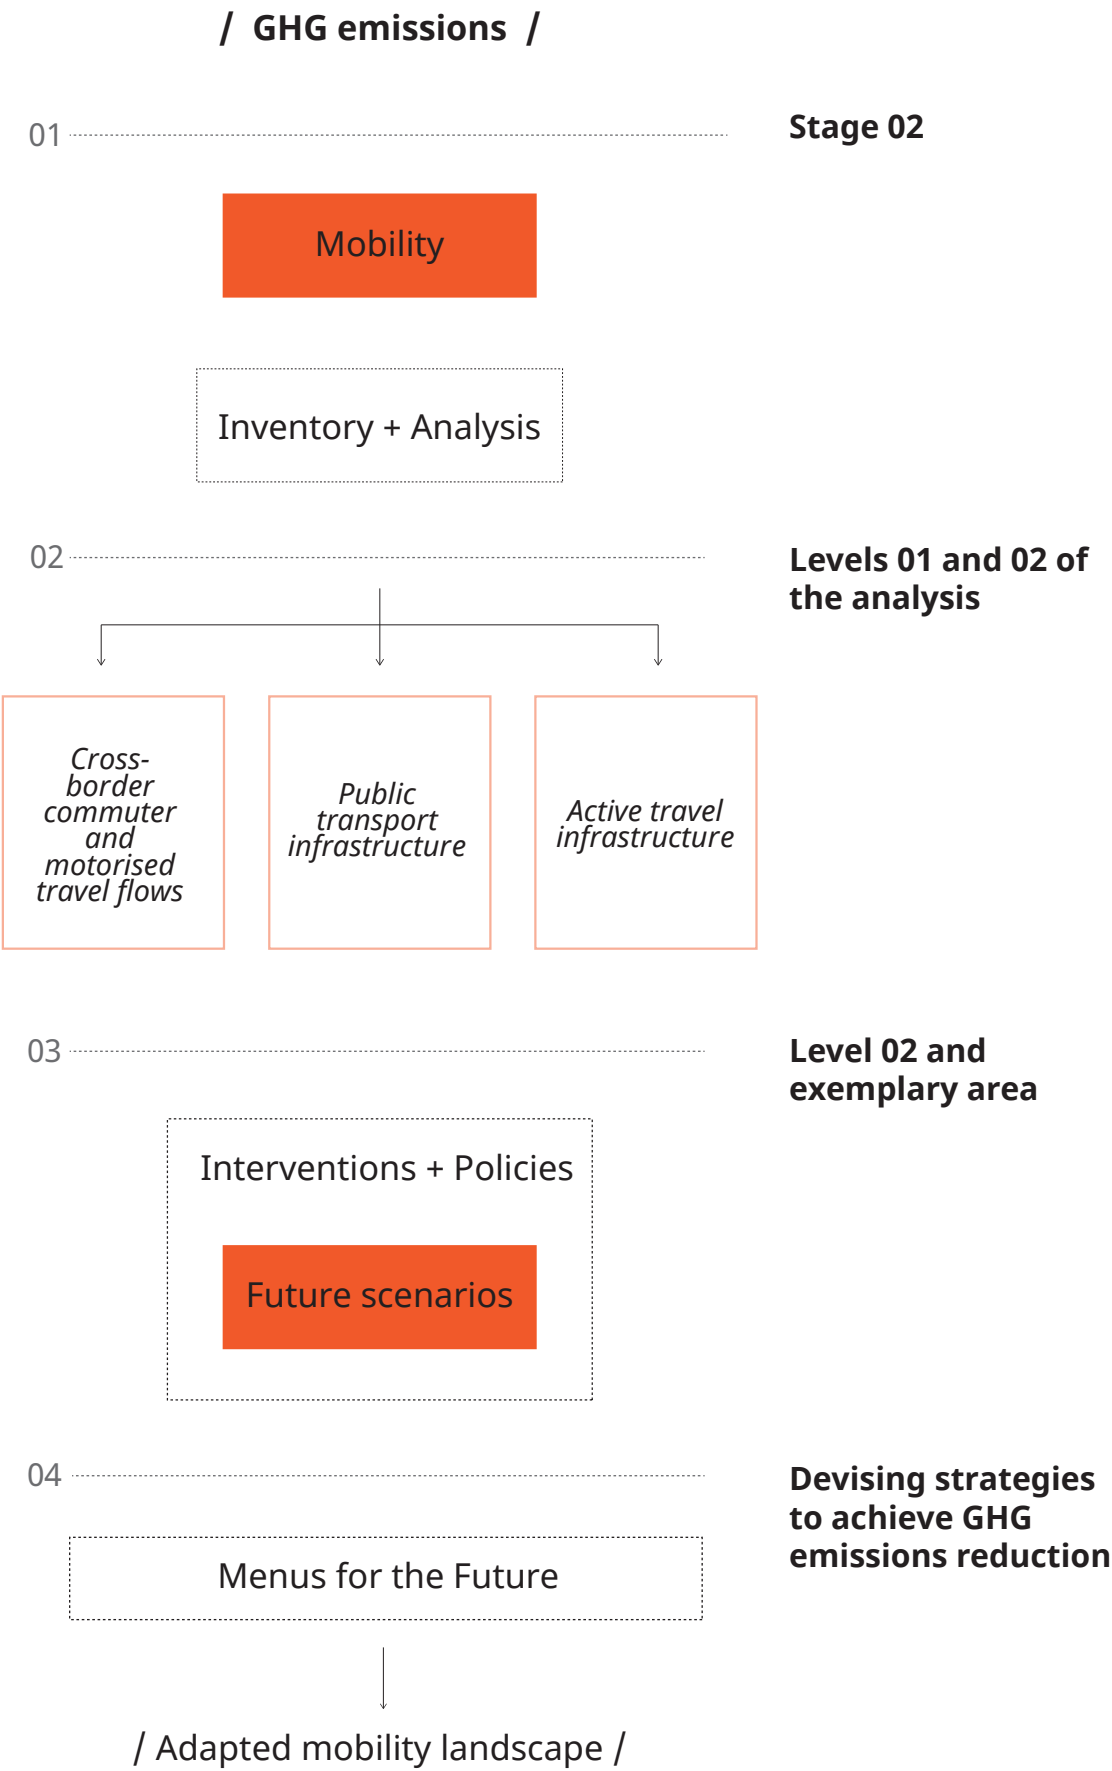 / GHG emissions /
01
Stage 02
Mobility
Inventory + Analysis
02
Levels 01 and 02 of
the analysis
Cross-
border
commuter
and
motorised
travel flows
Public
transport
infrastructure
Active travel
infrastructure
03
Level 02 and
exemplary area
Interventions + Policies
Future scenarios
04
Devising strategies
to achieve GHG
emissions reduction
Menus for the Future
/ Adapted mobility landscape /